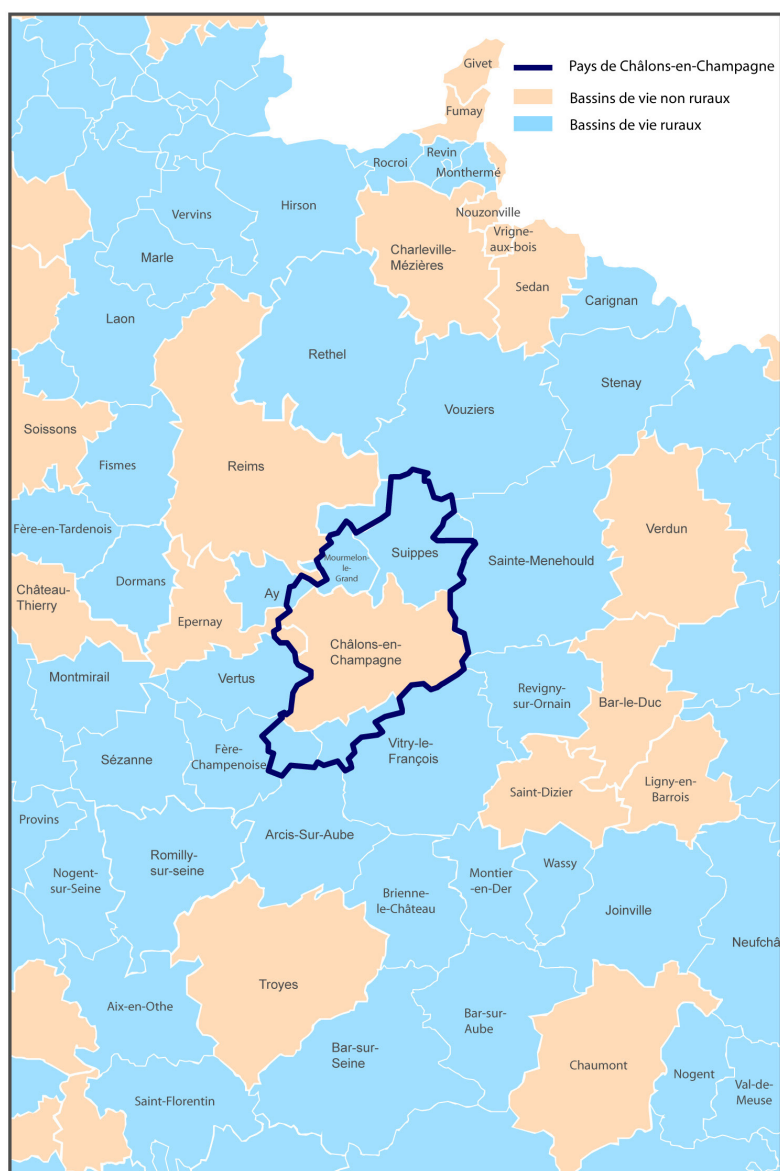 Pays de Châlons-en-Champagne
Bassins de vie non ruraux
Bassins de vie ruraux
Givet
Fumay
Revin
Rocroi
Monthermé
Hirson
Vervins
Nouzonville
Vrigne-
aux-bois
Charleville-
Mézières
Marle
Sedan
Carignan
Laon
Rethel
Stenay
Vouziers
Soissons
Fismes
Reims
Fère-en-Tardenois
Verdun
Suippes
Mourmelon-
le-
Grand
Sainte-Menehould
Château-
Thierry
Dormans
Ay
Epernay
Châlons-en-
Champagne
Montmirail
Vertus
Revigny-
sur-Ornain
Bar-le-Duc
Fère-
Champenoise
Vitry-le-
François
Sézanne
Saint-Dizier
Ligny-en-
Barrois
Provins
Arcis-Sur-Aube
Romilly-
sur-seine
Nogent-
sur-Seine
Brienne-
le-Château
Montier
-en-Der
Wassy
Joinville
Neufchâ
Troyes
Aix-en-Othe
Bar-sur-
Aube
Bar-sur-
Seine
Chaumont
Nogent
Val-de-
Meuse
Saint-Florentin